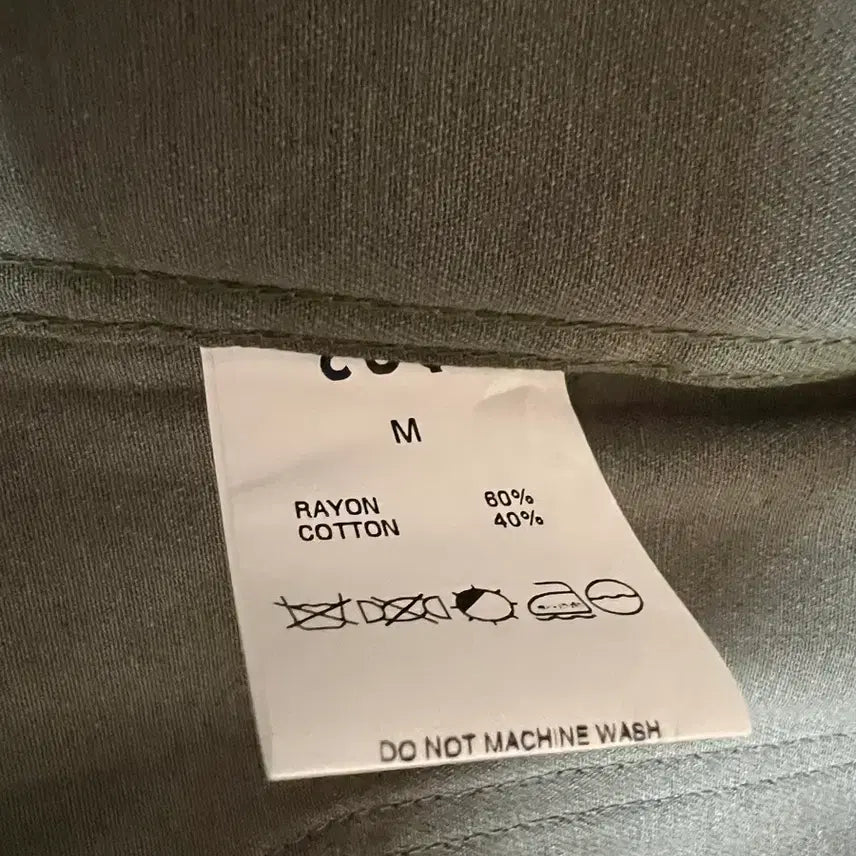 M
RAYON 60%
COTTON 40%
DO NOT MACHINE WASH